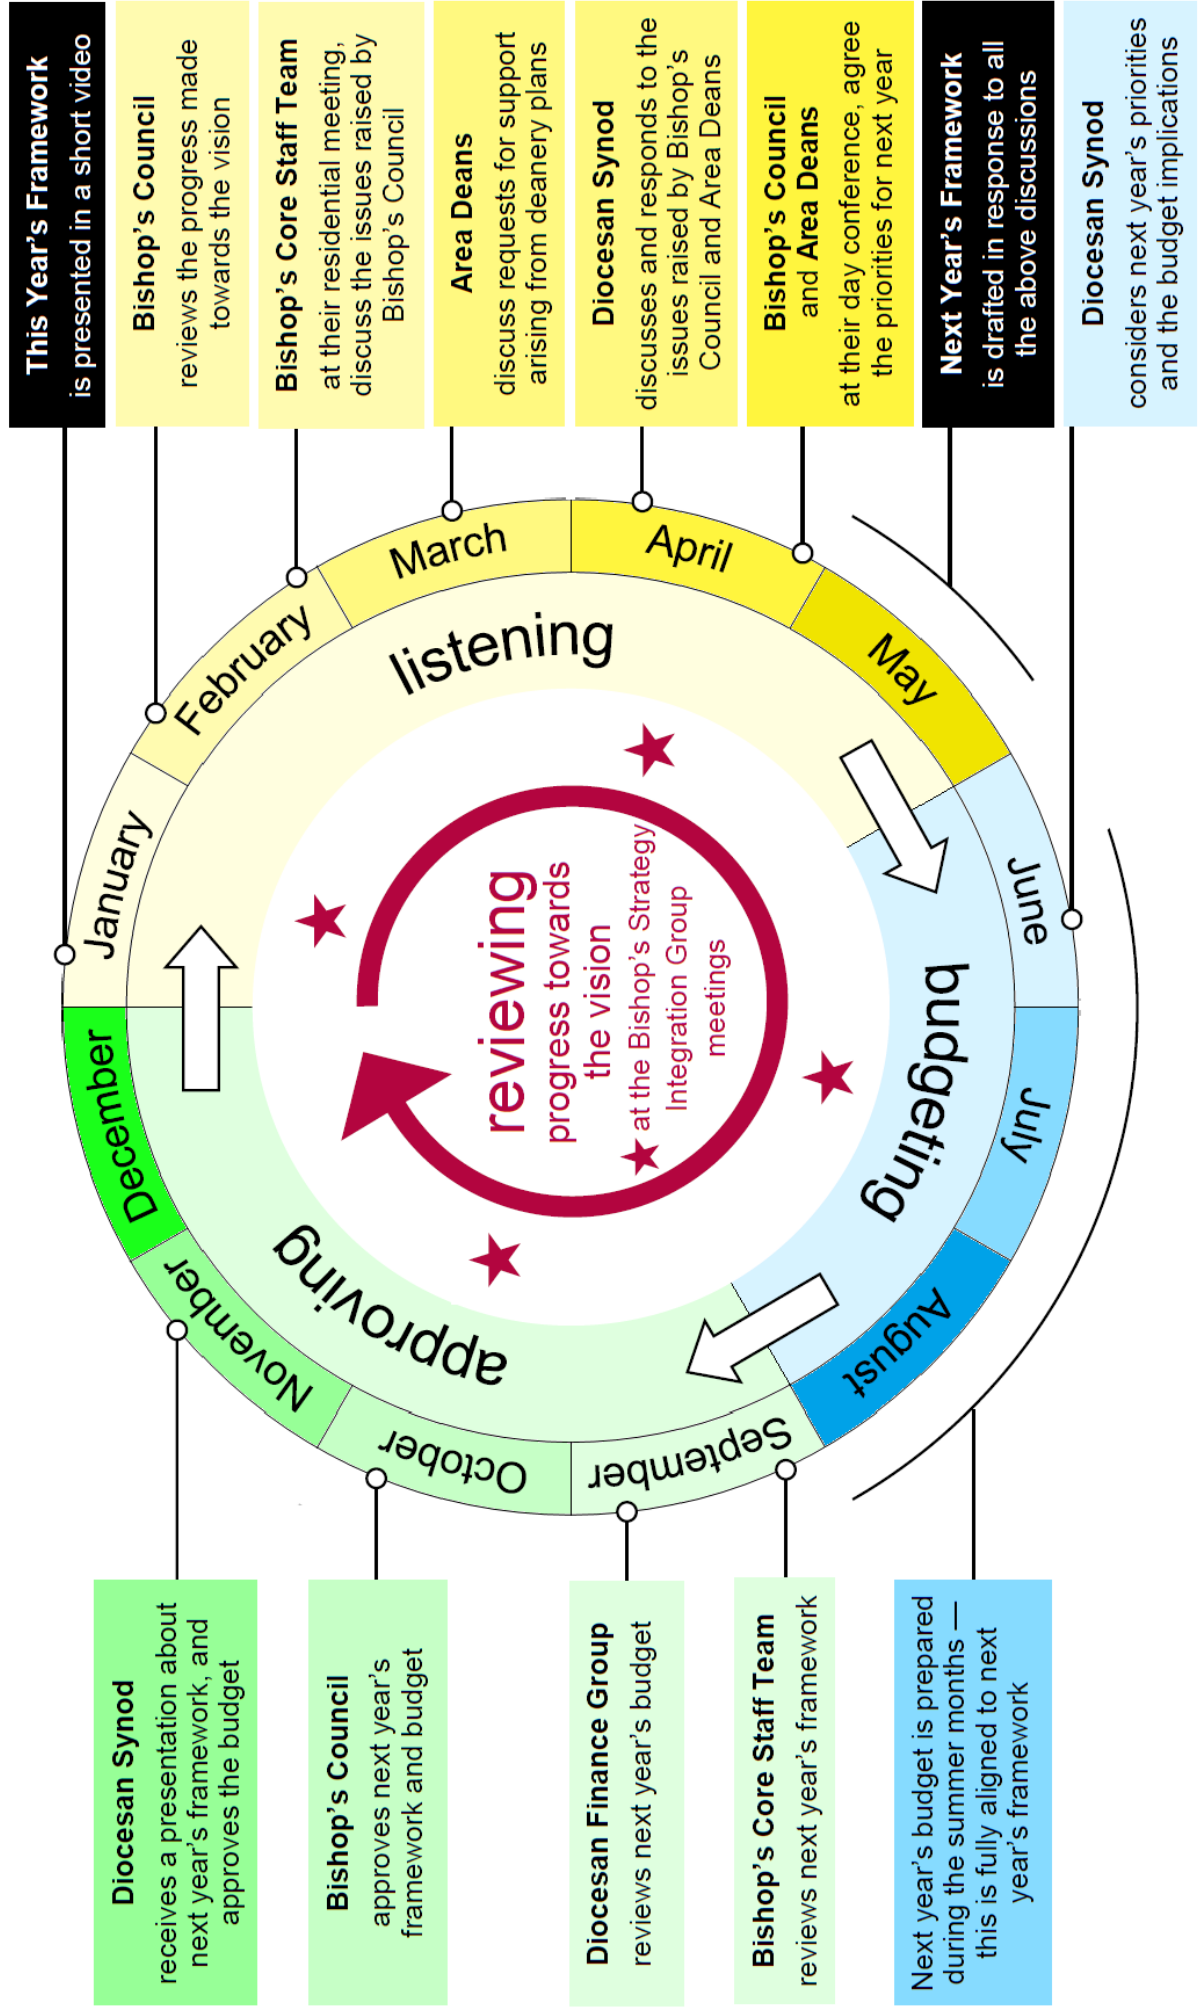 This Year's Framework
is presented in a short video
Bishop's Council
reviews the progress made
towards the vision
Bishop's Core Staff Team
at their residential meeting,
discuss the issues raised by
Bishop's Council
Area Deans
discuss requests for support
arising from deanery plans
Diocesan Synod
discusses and responds to the
issues raised by Bishop's
Council and Area Deans
Bishop's Council
and Area Deans
at their day conference, agree
the priorities for next year
Next Year's Framework
is drafted in response to all
the above discussions
Diocesan Synod
considers next year's priorities
and the budget implications
January
February
March
April
May
June
July
August
September
October
November
December
listening
budgeting
approving
reviewing
progress towards
the vision
at the Bishop's Strategy
Integration Group
meetings
Diocesan Synod
receives a presentation about
next year's framework, and
approves the budget
Bishop's Council
approves next year's
framework and budget
Diocesan Finance Group
reviews next year's budget
Bishop's Core Staff Team
reviews next year's framework
Next year's budget is prepared
during the summer months —
this is fully aligned to next
year's framework